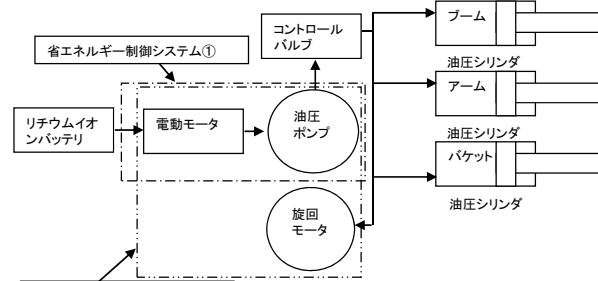 コントロール
バルブ
ブーム
油圧シリンダ
省エネルギー制御システム①
アーム
油圧シリンダ
リチウムイオ
ンバッテリ
電動モータ
油圧
ポンプ
バケット
油圧シリンダ
旋回
モータ